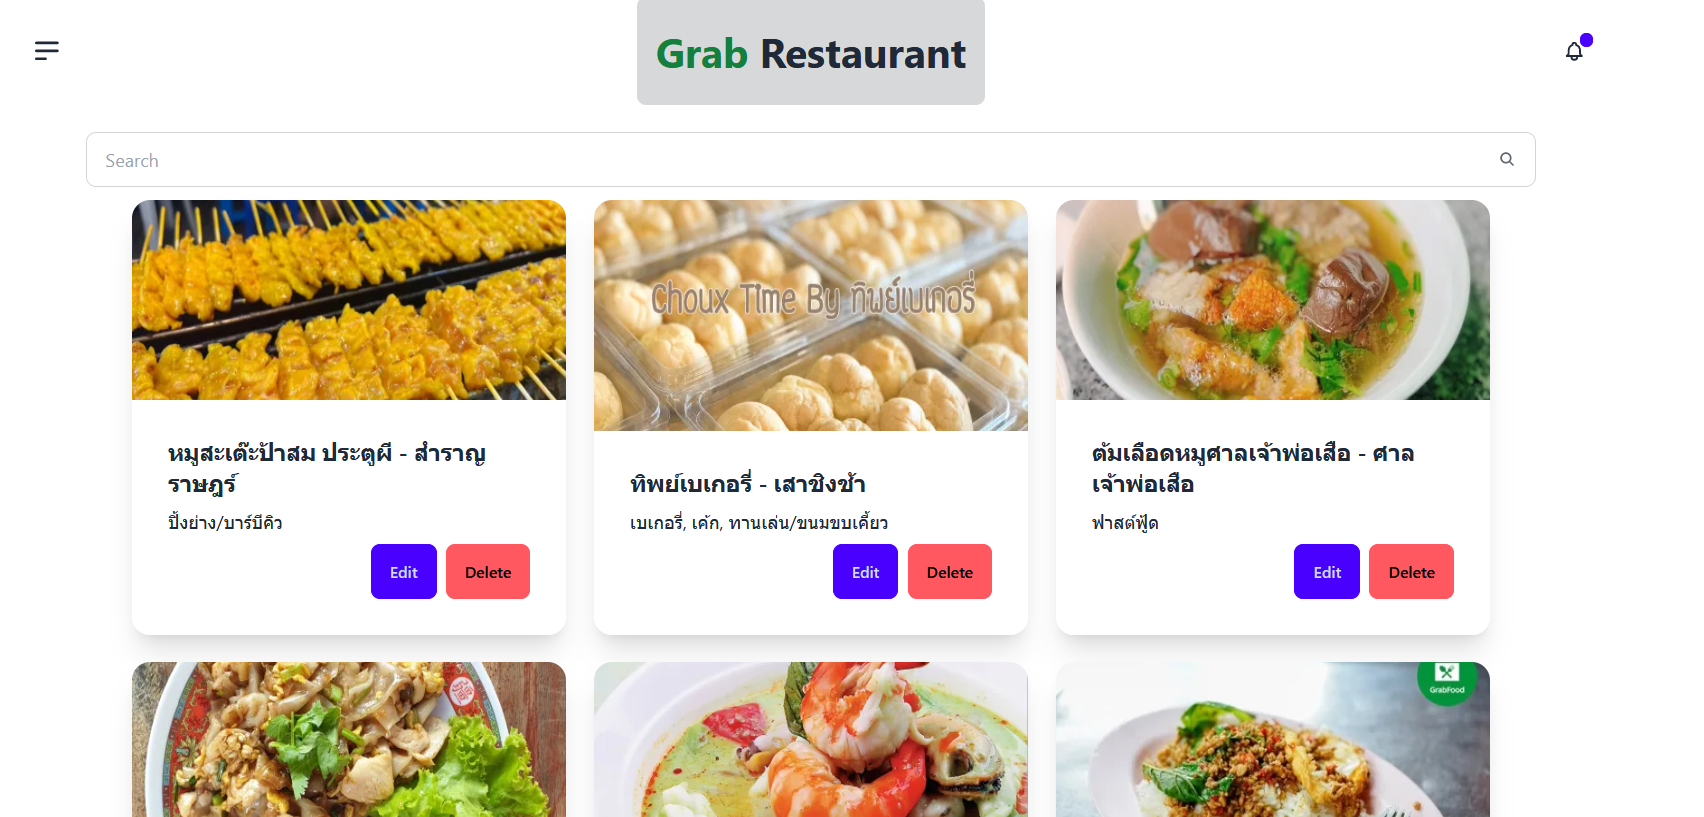 Grab Restaurant
Search
Choux Time By ทิพย์เบเกอรี่
หมูสะเต๊ะป้าสม ประตูผี - สำราญ
ราษฎร์
ปิ้งย่าง/บาร์บีคิว
Edit
Delete
ทิพย์เบเกอรี่ - เสาชิงช้า
เบเกอรี่, เค้ก, ทานเล่น/ขนมขบเคี้ยว
Edit
Delete
ต้มเลือดหมูศาลเจ้าพ่อเสือ - ศาล
เจ้าพ่อเสือ
ฟาสต์ฟู้ด
Edit
Delete
GrabFood